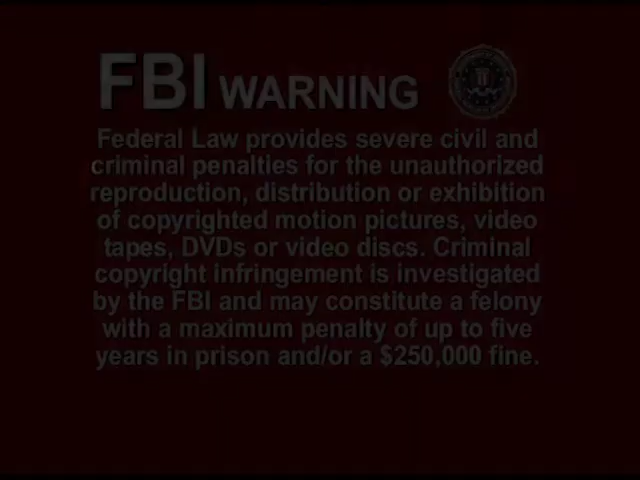 FBI WARNING
Federal Law provides severe civil and
criminal penalties for the unauthorized
reproduction, distribution or exhibition
of copyrighted motion pictures, video
tapes, DVDs or video discs. Criminal
copyright infringement is investigated
by the FBI and may constitute a felony
with a maximum penalty of up to five
years in prison and/or a $250,000 fine.